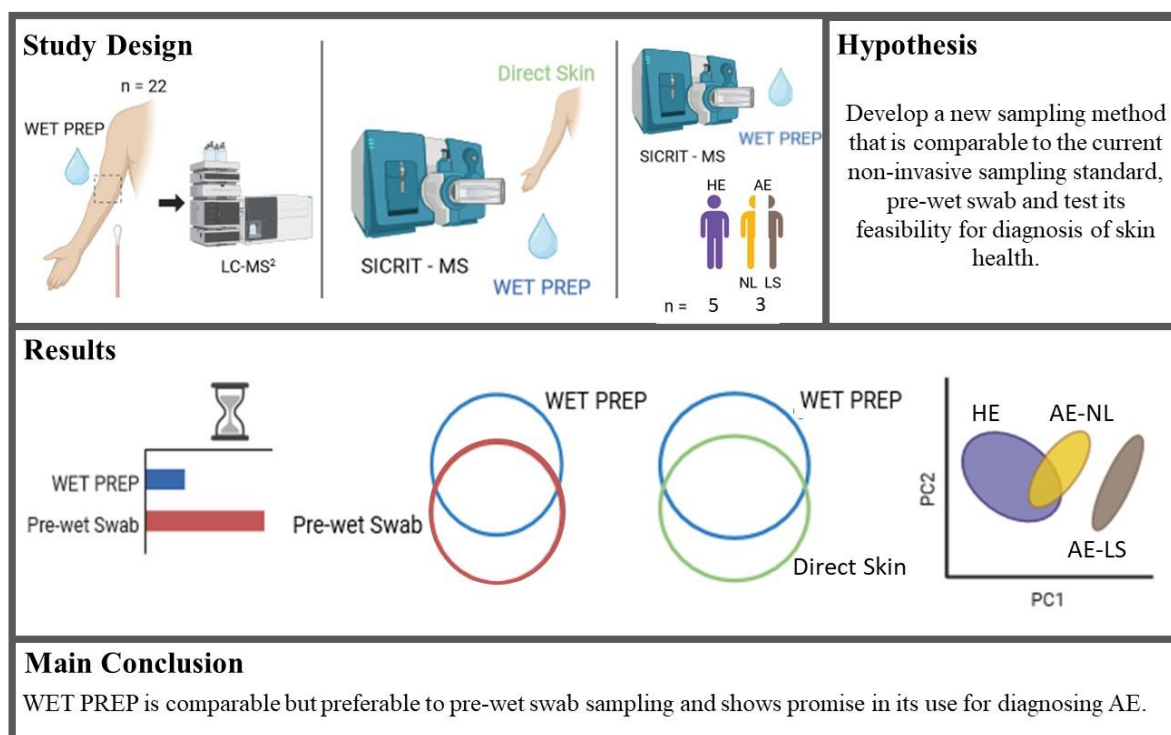 Study Design
n = 22
WET PREP
LC-MS²
Direct Skin
SICRIT - MS
WET PREP
SICRIT - MS
WET PREP
HE AE
NL LS
n = 5 3
Hypothesis
Develop a new sampling method
that is comparable to the current
non-invasive sampling standard,
pre-wet swab and test its
feasibility for diagnosis of skin
health.
Results
WET PREP
Pre-wet Swab
WET PREP
Pre-wet Swab
WET PREP
Direct Skin
HE AE-NL
AE-LS
PC2
PC1
Main Conclusion
WET PREP is comparable but preferable to pre-wet swab sampling and shows promise in its use for diagnosing AE.